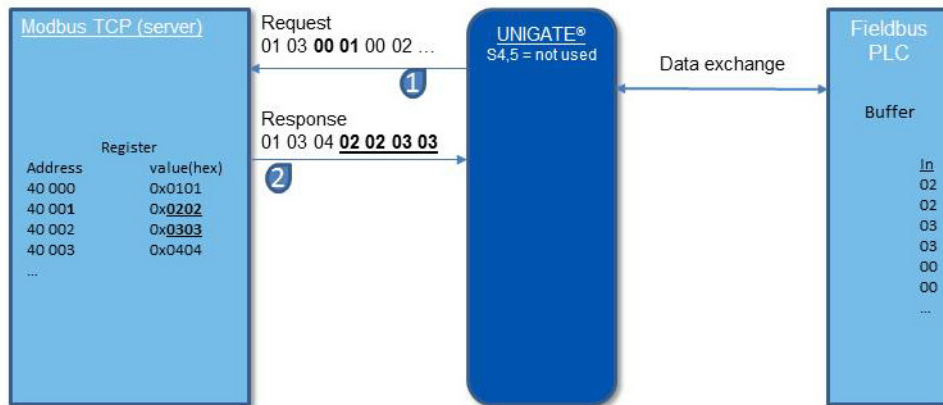 Modbus TCP (server)
Register
Address value(hex)
40 000 0x0101
40 001 0x0202
40 002 0x0303
40 003 0x0404
...
Request
01 03 00 01 00 02 ...
1
Response
01 03 04 02 02 03 03
2
UNIGATE®
S4,5 = not used
Data exchange
Fieldbus
PLC
Buffer
In
02
02
03
03
00
00
...